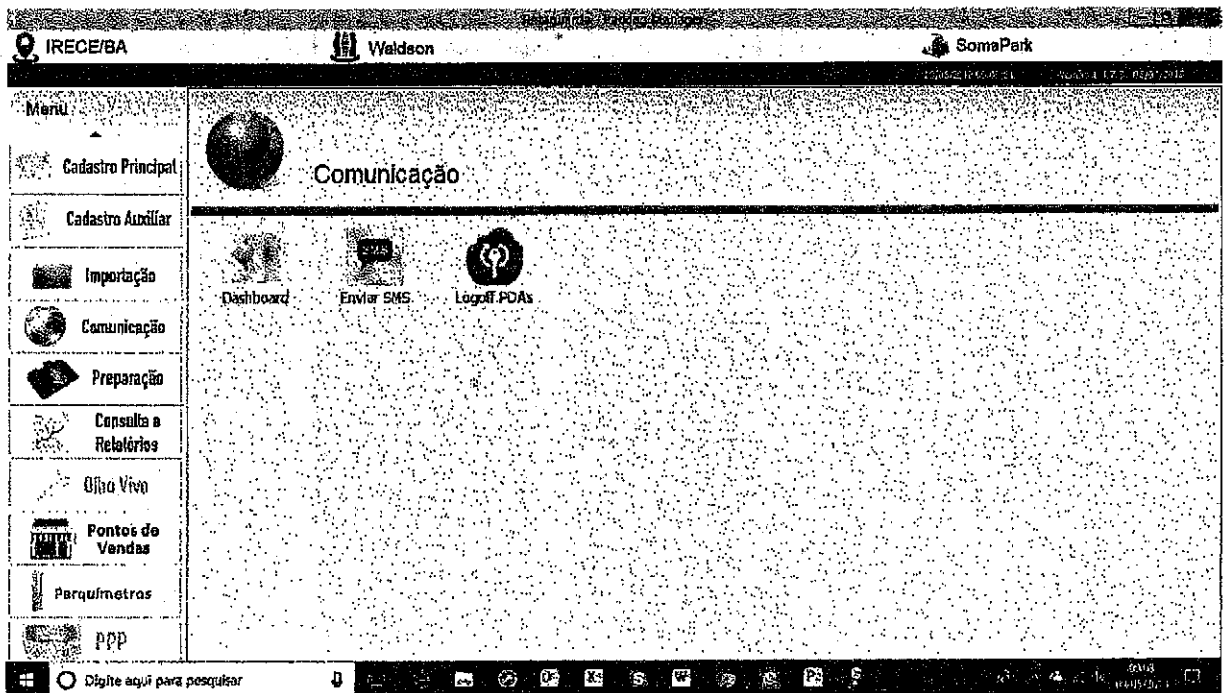 IRECE/BA
Waldson
SomaPark
Menu
Cadastro Principal
Cadastro Auxiliar
Importação
Comunicação
Preparação
Consulta e
Relatórios
Olho Vivo
Pontos de
Vendas
Parquímetros
PPP
Comunicação
Dashboard
Enviar SMS
Logoff PDA's
Digite aqui para pesquisar